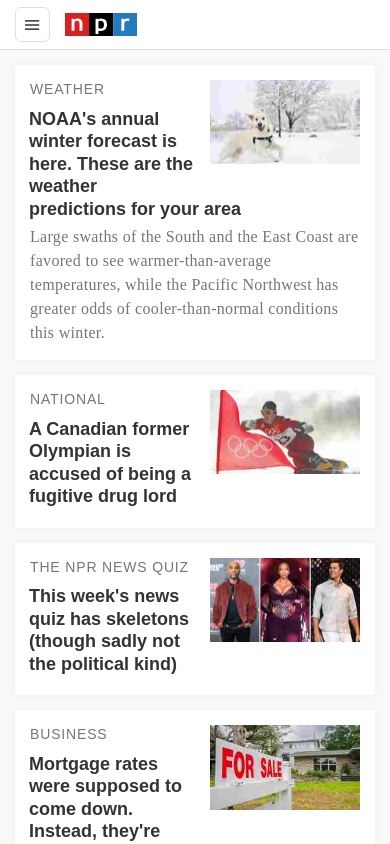 npr
WEATHER
NOAA's annual
winter forecast is
here. These are the
weather
predictions for your area
Large swaths of the South and the East Coast are
favored to see warmer-than-average
temperatures, while the Pacific Northwest has
greater odds of cooler-than-normal conditions
this winter.
NATIONAL
A Canadian former
Olympian is
accused of being a
fugitive drug lord
THE NPR NEWS QUIZ
This week's news
quiz has skeletons
(though sadly not
the political kind)
BUSINESS
Mortgage rates
were supposed to
come down.
Instead, they're
FOR SALE